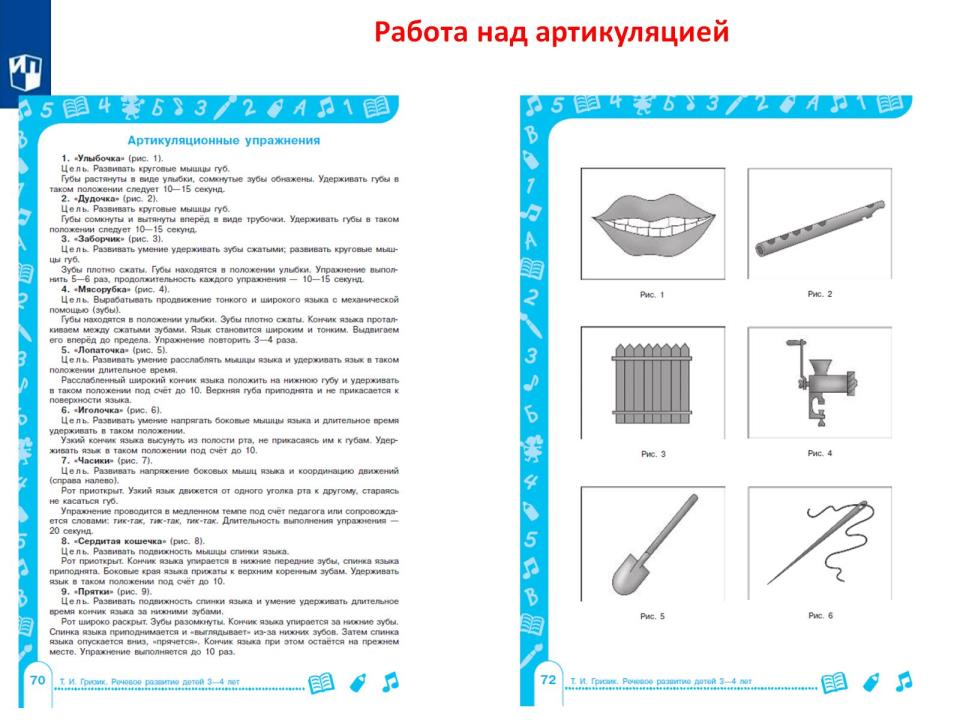 Работа над артикуляцией
Артикуляционные упражнения
1. «Улыбочка» (рис. 1).
Цель. Развивать круговые мышцы губ.
Губы растянуты в виде улыбки, сомкнутые зубы обнажены. Удерживать губы в
таком положении следует 10—15 секунд.
2. «Дудочка» (рис. 2).
Цель. Развивать круговые мышцы губ.
Губы сомкнуты и вытянуты вперёд в виде трубочки. Удерживать губы в таком
положении следует 10—15 секунд.
3. «Заборчик» (рис. 3).
Цель. Развивать умение удерживать зубы сжатыми; развивать круговые мыш-
цы губ.
Зубы плотно сжаты. Губы находятся в положении улыбки. Упражнение выпол-
нить 5—6 раз, продолжительность каждого упражнения — 10—15 секунд.
4. «Мясорубка» (рис. 4).
Цель. Вырабатывать продвижение тонкого и широкого языка с механической
помощью (зубы).
Губы находятся в положении улыбки. Зубы плотно сжаты. Кончик языка протал-
киваем между сжатыми зубами. Язык становится широким и тонким. Выдвигаем
его вперёд до предела. Упражнение повторить 3—4 раза.
5. «Лопаточка» (рис. 5).
Цель. Развивать умение расслаблять мышцы языка и удерживать язык в таком
положении длительное время.
Расслабленный широкий кончик языка положить на нижнюю губу и удерживать
в таком положении под счёт до 10. Верхняя губа приподнята и не прикасается к
поверхности языка.
6. «Иголочка» (рис. 6).
Цель. Развивать умение напрягать боковые мышцы языка и длительное время
удерживать в таком положении.
Узкий кончик языка высунуть из полости рта, не прикасаясь им к губам. Удер-
живать язык в таком положении под счёт до 10.
7. «Часики» (рис. 7).
Цель. Развивать напряжение боковых мышц языка и координацию движений
(справа налево).
Рот приоткрыт. Узкий язык движется от одного уголка рта к другому, стараясь
не касаться губ.
Упражнение проводится в медленном темпе под счёт педагога или сопровожда-
ется словами: тик-так, тик-так, тик-так. Длительность выполнения упражнения —
20 секунд.
8. «Сердитая кошечка» (рис. 8).
Цель. Развивать подвижность мышцы спинки языка.
Рот приоткрыт. Кончик языка упирается в нижние передние зубы, спинка языка
приподнята. Боковые края языка прижаты к верхним коренным зубам. Удерживать
язык в таком положении под счёт до 10.
9. «Прятки» (рис. 9).
Цель. Развивать подвижность спинки языка и умение удерживать длительное
время кончик языка за нижними зубами.
Рот широко раскрыт. Зубы разомкнуты. Кончик языка упирается за нижние зубы.
Спинка языка приподнимается и «выглядывает» из-за нижних зубов. Затем спинка
языка опускается вниз, «прячется». Кончик языка при этом остаётся на прежнем
месте. Упражнение выполняется до 10 раз.
70 Т. И. Гризик. Речевое развитие детей 3—4 лет
Рис. 1 Рис. 2
Рис. 3 Рис. 4
Рис. 5 Рис. 6
72 Т. И. Гризик. Речевое развитие детей 3—4 лет